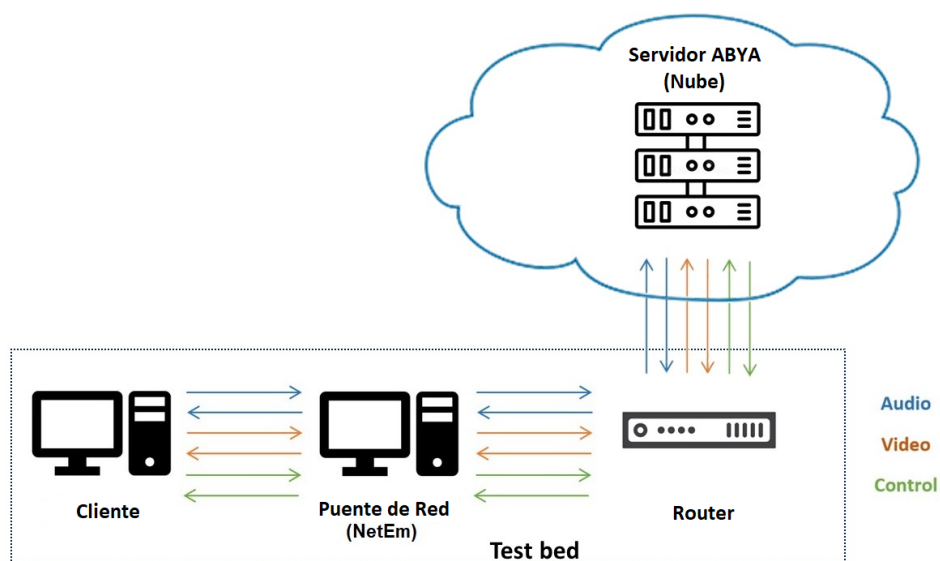 Servidor ABYA
(Nube)
Audio
Video
Control
Cliente
Puente de Red
(NetEm)
Router
Test bed